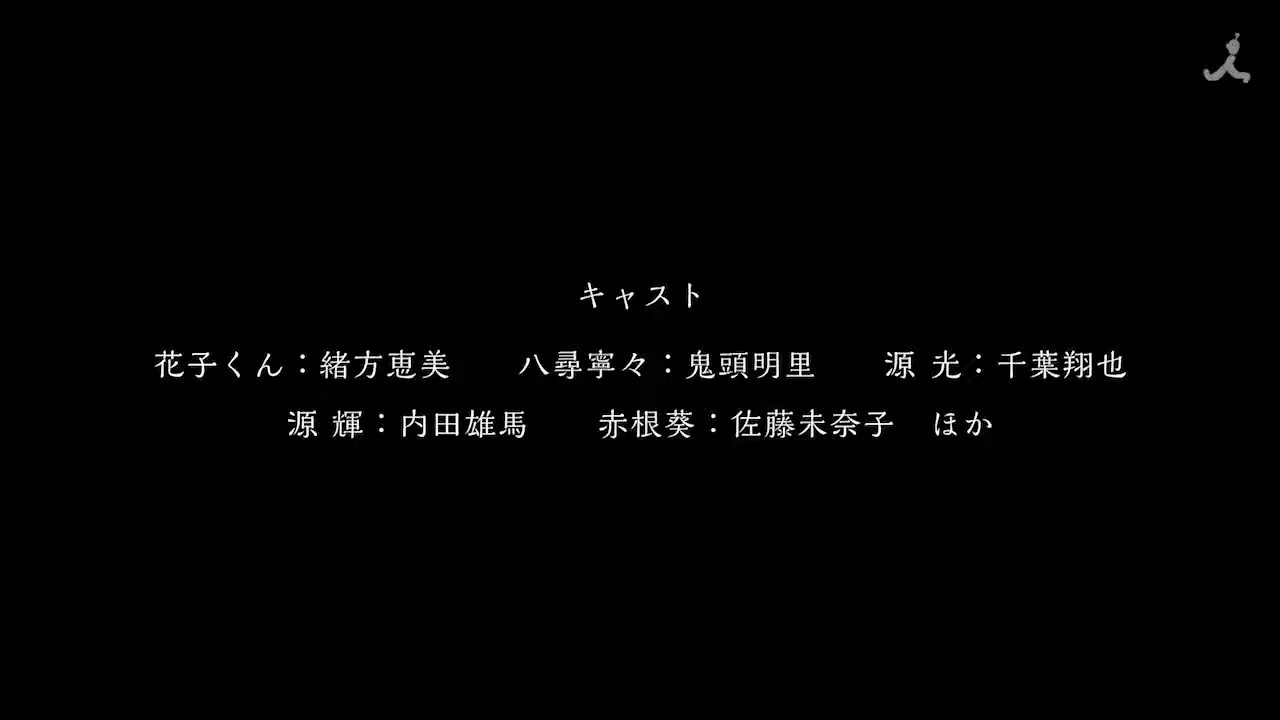 キャスト
花子くん：緒方恵美　　八尋寧々：鬼頭明里　　源 光：千葉翔也
源 輝：内田雄馬　　赤根葵：佐藤未奈子　ほか